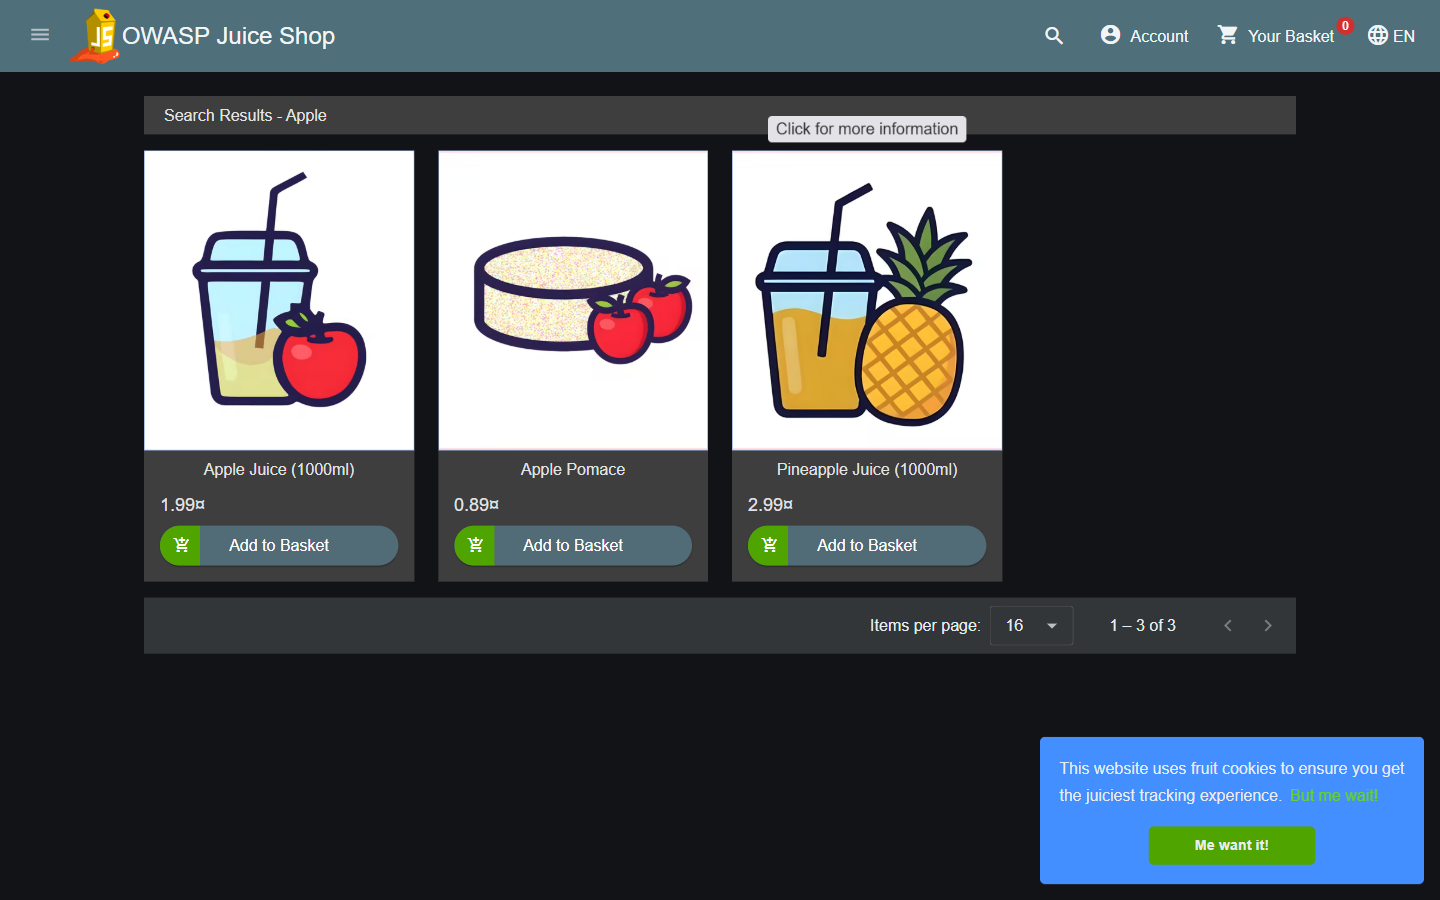 OWASP Juice Shop
Account
Your Basket
0
EN
Search Results - Apple
Click for more information
Apple Juice (1000ml)
1.99¤
Add to Basket
Apple Pomace
0.89¤
Add to Basket
Pineapple Juice (1000ml)
2.99¤
Add to Basket
Items per page:
16
1 – 3 of 3
This website uses fruit cookies to ensure you get
the juiciest tracking experience. But me wait!
Me want it!